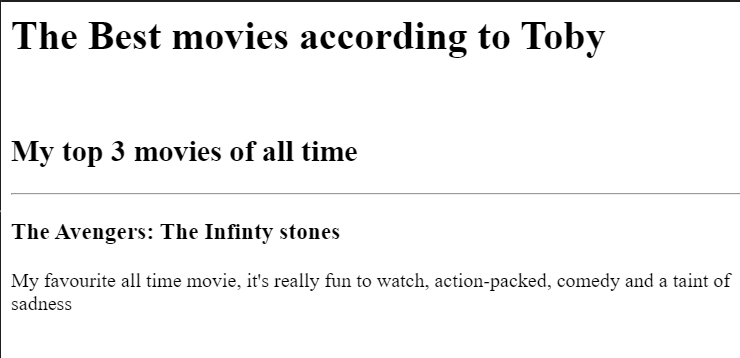 The Best movies according to Toby
My top 3 movies of all time
The Avengers: The Infinty stones
My favourite all time movie, it's really fun to watch, action-packed, comedy and a taint of
sadness